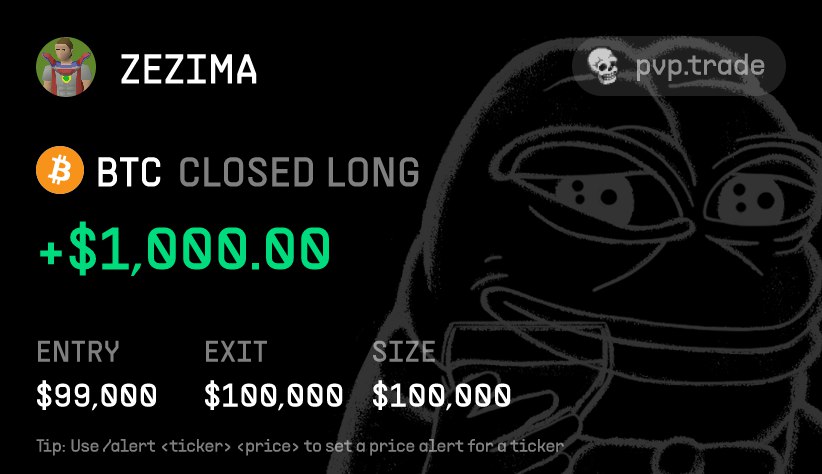 ZEZIMA
pvp.trade
BTC CLOSED LONG
+$1,000.00
ENTRY EXIT SIZE
$99,000 $100,000 $100,000
Tip: Use /alert <ticker> <price> to set a price alert for a ticker